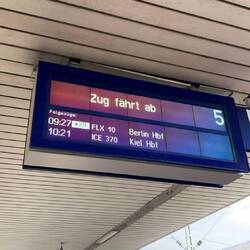 Zug fährt ab
5
Folgezüge:
09:27 FLX 10 Berlin Hbf
10:21 ICE 370 Kiel Hbf